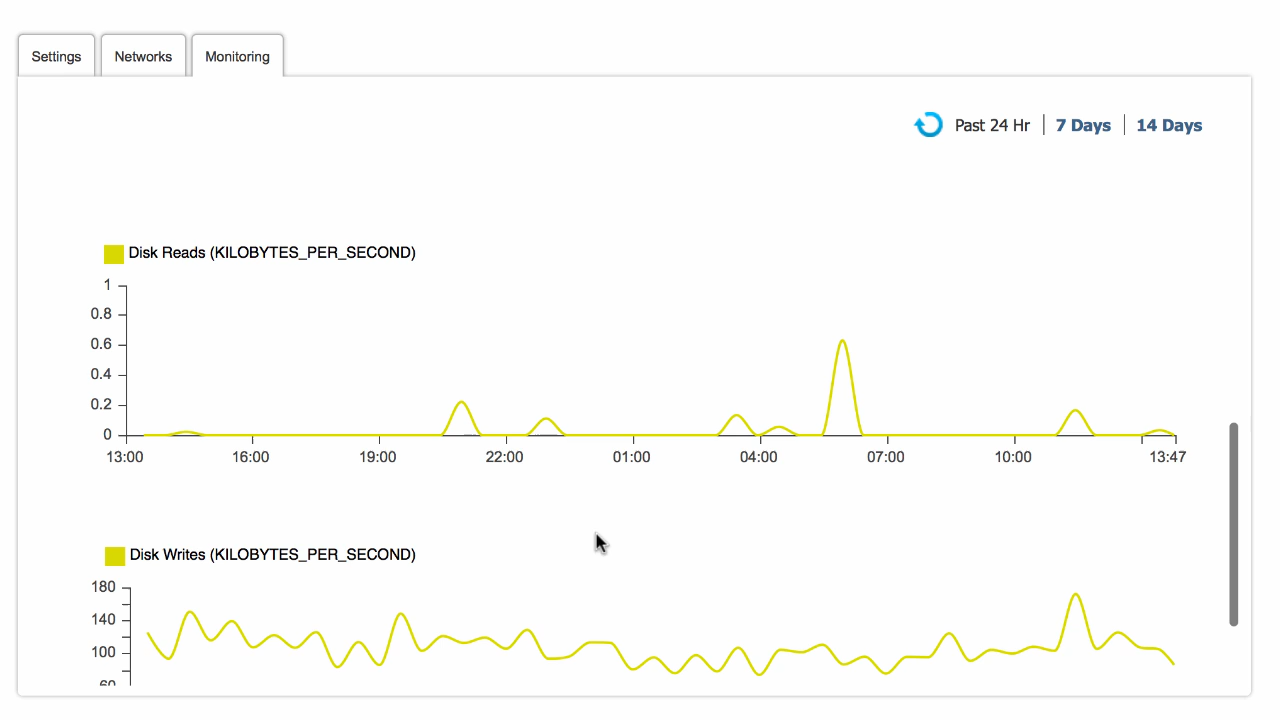 Settings Networks Monitoring
Past 24 Hr 7 Days 14 Days
Disk Reads (KILOBYTES_PER_SECOND)
1
0.8
0.6
0.4
0.2
0
13:00 16:00 19:00 22:00 01:00 04:00 07:00 10:00 13:47
Disk Writes (KILOBYTES_PER_SECOND)
180
140
100
60